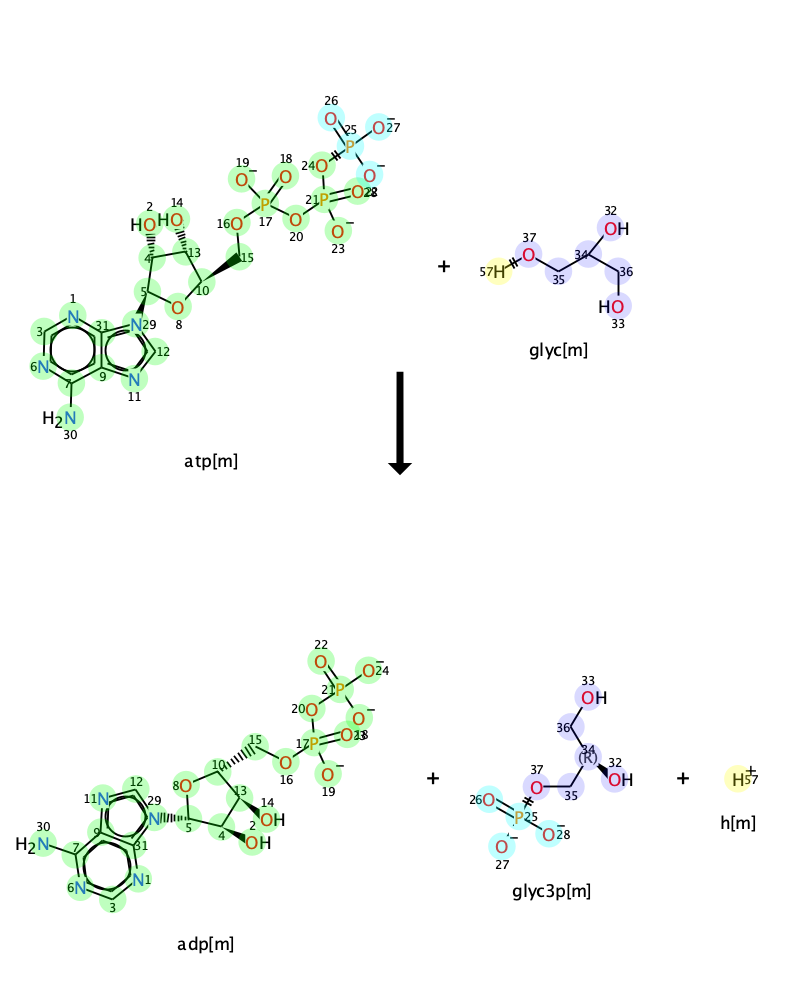 26
25
O O⁻ 27
P
19 18 24
O⁻ O O O⁻
2 14 21 P O 28
HO HO 16 O P 17 O 20 O⁻ 23
4 13 15
5 10
O 8
1
N 31 N 29
3 12
6 N 7 9 N 11
H₂N
30
atp[m]
+
32
OH
37
57 H O 34
35 36
HO
33
glyc[m]
22
O O⁻ 24
21 P
20 O O⁻
15 17 P O 18
10 O 16 O⁻ 19
8 O 13
12 29 14
11 N N 5 4 2 OH
30 9 31 OH
H₂N 7
6 N N 1
3
adp[m]
+
33
OH
36
34
(R) 32
37 OH
26 O O 35
P 25
O⁻ O⁻ 28
27
glyc3p[m]
+
H⁺ 57
h[m]